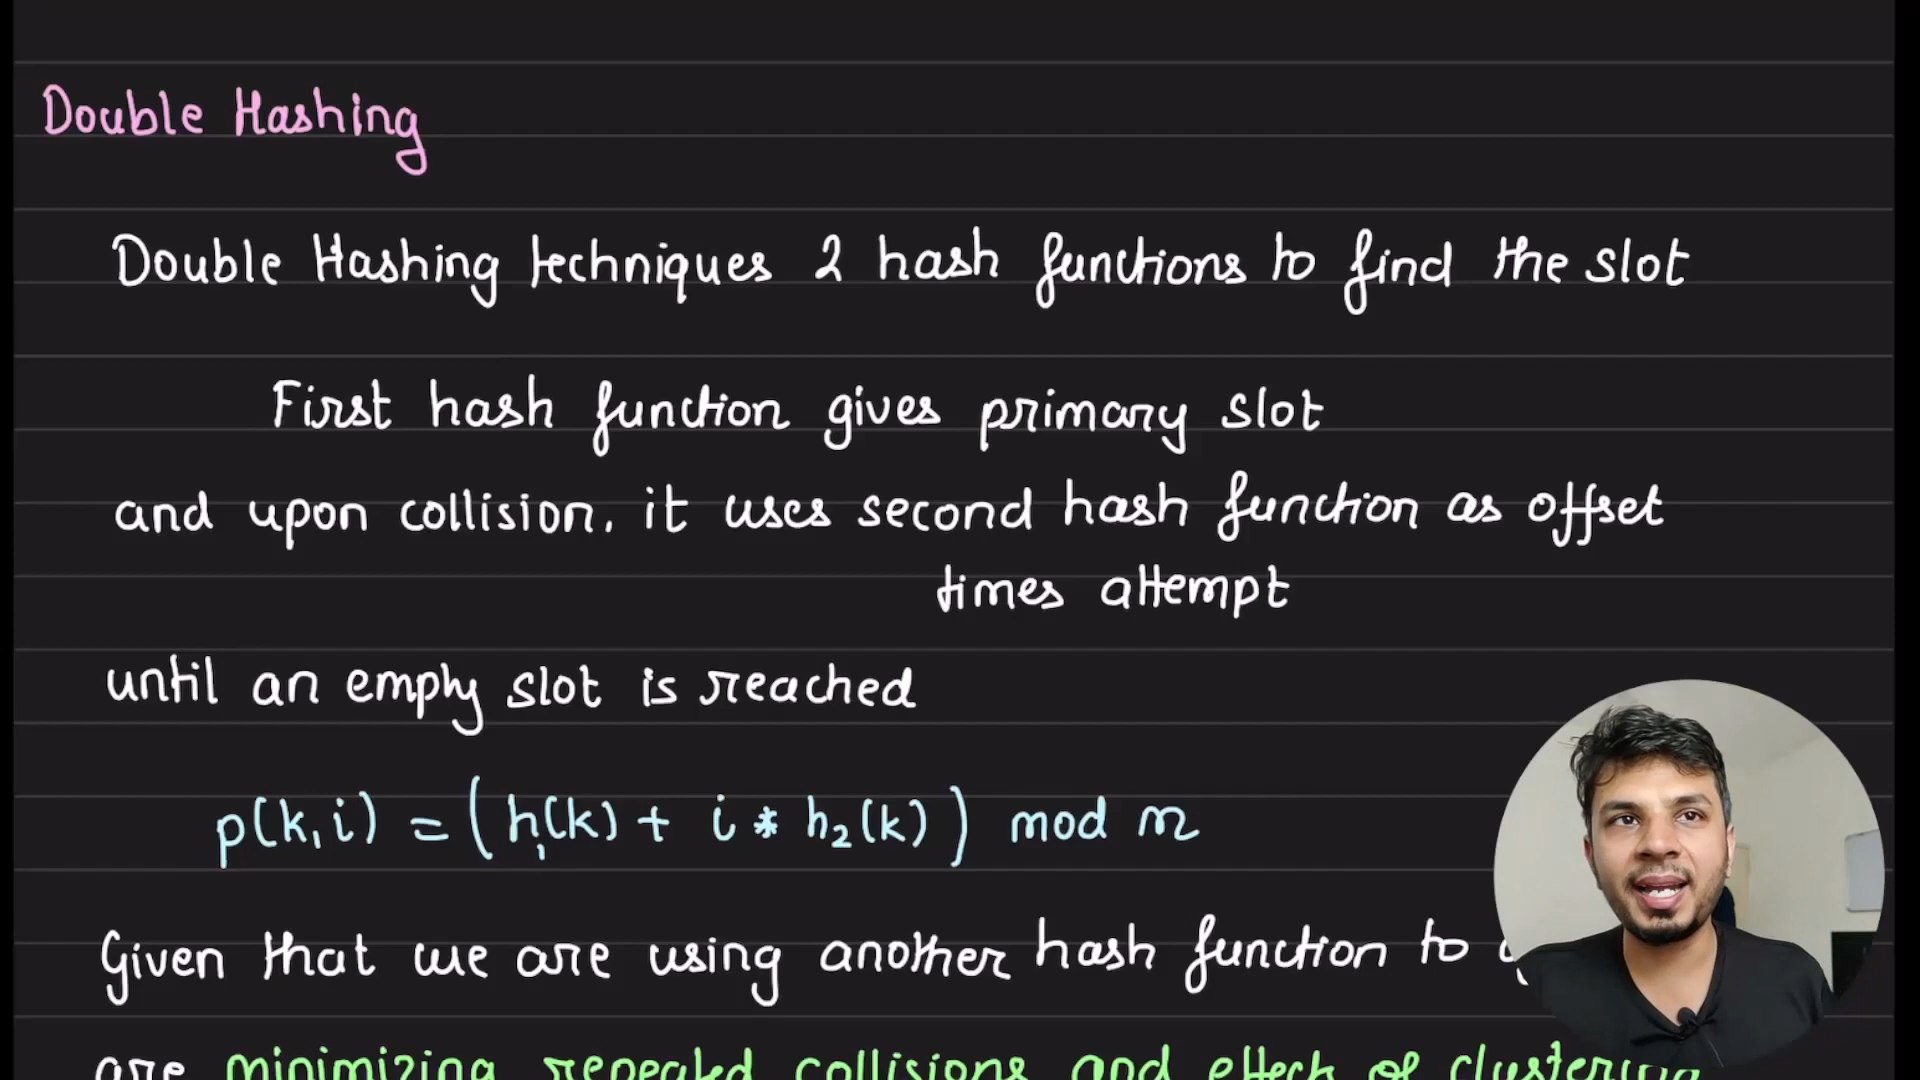 Double Hashing
Double Hashing techniques 2 hash functions to find the slot
First hash function gives primary slot
and upon collision, it uses second hash function as offset
times attempt
until an empty slot is reached
p(k,i) = (h₁(k) + i * h₂(k)) mod m
Given that we are using another hash function to
are minimizing repeated collisions and effect of clustering